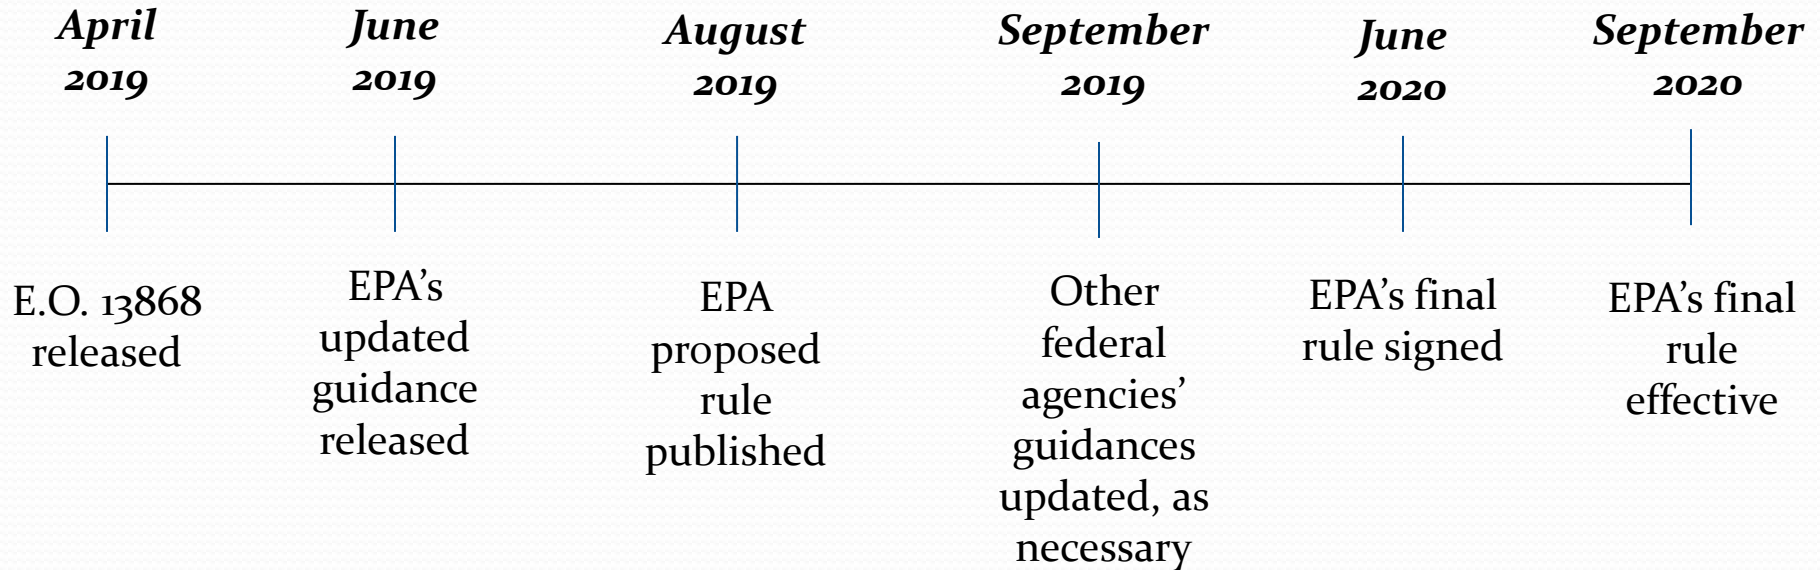 April
2019
June
2019
August
2019
September
2019
June
2020
September
2020
E.O. 13868
released
EPA’s
updated
guidance
released
EPA
proposed
rule
published
Other
federal
agencies’
guidances
updated, as
necessary
EPA’s final
rule signed
EPA’s final
rule
effective